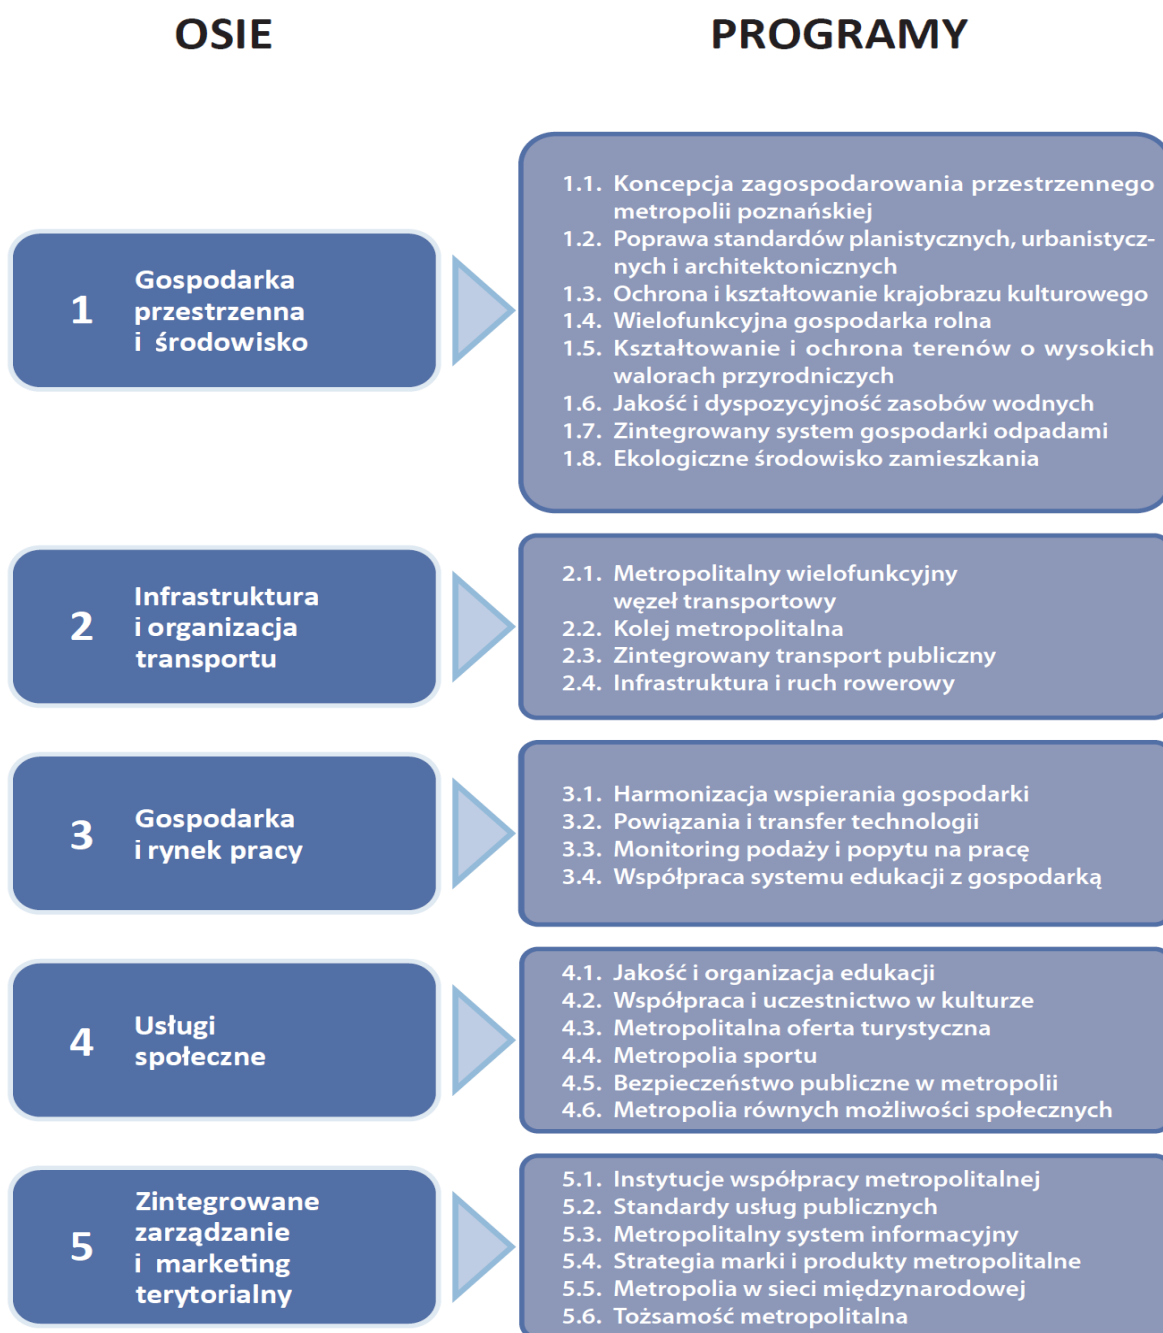 OSIE
PROGRAMY
1
Gospodarka
przestrzenna
i środowisko
1.1. Koncepcja zagospodarowania przestrzennego
metropolii poznańskiej
1.2. Poprawa standardów planistycznych, urbanistycz-
nych i architektonicznych
1.3. Ochrona i kształtowanie krajobrazu kulturowego
1.4. Wielofunkcyjna gospodarka rolna
1.5. Kształtowanie i ochrona terenów o wysokich
walorach przyrodniczych
1.6. Jakość i dyspozycyjność zasobów wodnych
1.7. Zintegrowany system gospodarki odpadami
1.8. Ekologiczne środowisko zamieszkania
2
Infrastruktura
i organizacja
transportu
2.1. Metropolitalny wielofunkcyjny
węzeł transportowy
2.2. Kolej metropolitalna
2.3. Zintegrowany transport publiczny
2.4. Infrastruktura i ruch rowerowy
3
Gospodarka
i rynek pracy
3.1. Harmonizacja wspierania gospodarki
3.2. Powiązania i transfer technologii
3.3. Monitoring podaży i popytu na pracę
3.4. Współpraca systemu edukacji z gospodarką
4
Usługi
społeczne
4.1. Jakość i organizacja edukacji
4.2. Współpraca i uczestnictwo w kulturze
4.3. Metropolitalna oferta turystyczna
4.4. Metropolia sportu
4.5. Bezpieczeństwo publiczne w metropolii
4.6. Metropolia równych możliwości społecznych
5
Zintegrowane
zarządzanie
i marketing
terytorialny
5.1. Instytucje współpracy metropolitalnej
5.2. Standardy usług publicznych
5.3. Metropolitalny system informacyjny
5.4. Strategia marki i produkty metropolitalne
5.5. Metropolia w sieci międzynarodowej
5.6. Tożsamość metropolitalna